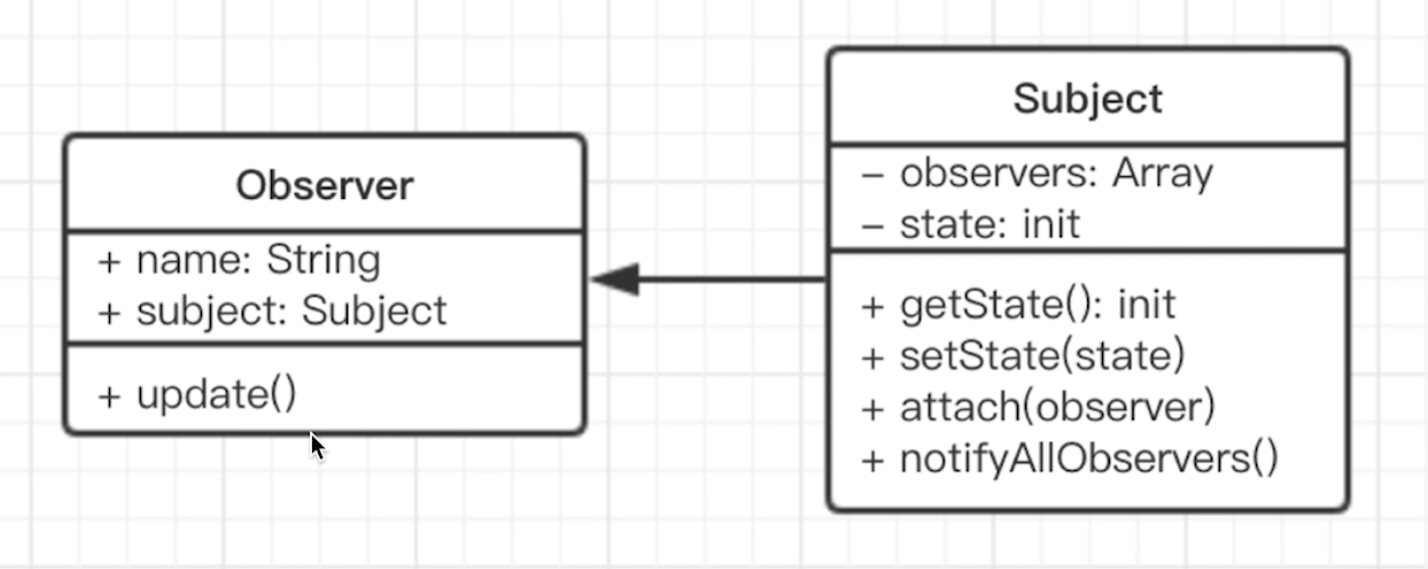 Observer
+ name: String
+ subject: Subject
+ update()
Subject
– observers: Array
– state: init
+ getState(): init
+ setState(state)
+ attach(observer)
+ notifyAllObservers()